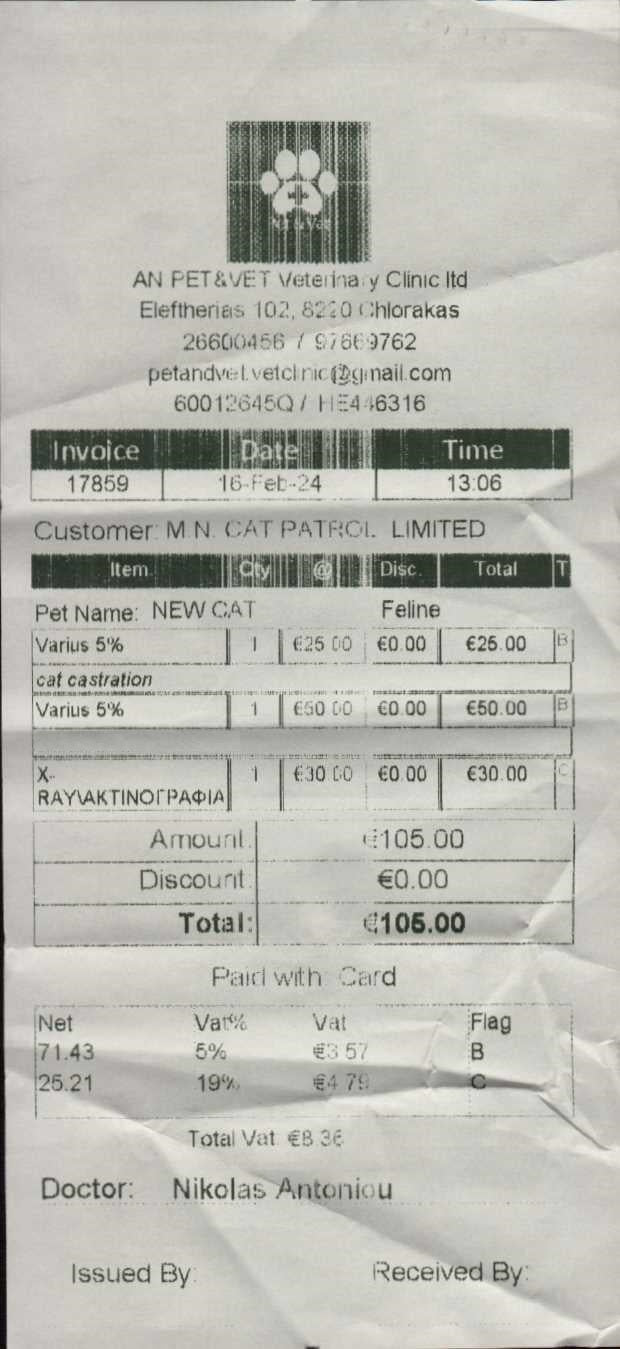 AN PET&VET Veterinary Clinic ltd
Eleftherias 102, 8220 Chlorakas
26600456 / 97669762
petandvet.vetclinic@gmail.com
60012645Q / HE446316
Invoice Date Time
17859 16-Feb-24 13:06
Customer: M.N. CAT PATROL LIMITED
Item Qty @ Disc. Total T
Pet Name: NEW CAT Feline
Varius 5% 1 €25.00 €0.00 €25.00 B
cat castration
Varius 5% 1 €50.00 €0.00 €50.00 B
X- 1 €30.00 €0.00 €30.00 C
RAY\ΑΚΤΙΝΟΓΡΑΦΙΑ
Amount: €105.00
Discount: €0.00
Total: €105.00
Paid with: Card
Net Vat% Vat Flag
71.43 5% €3.57 B
25.21 19% €4.79 C
Total Vat €8.36
Doctor: Nikolas Antoniou
Issued By: Received By: